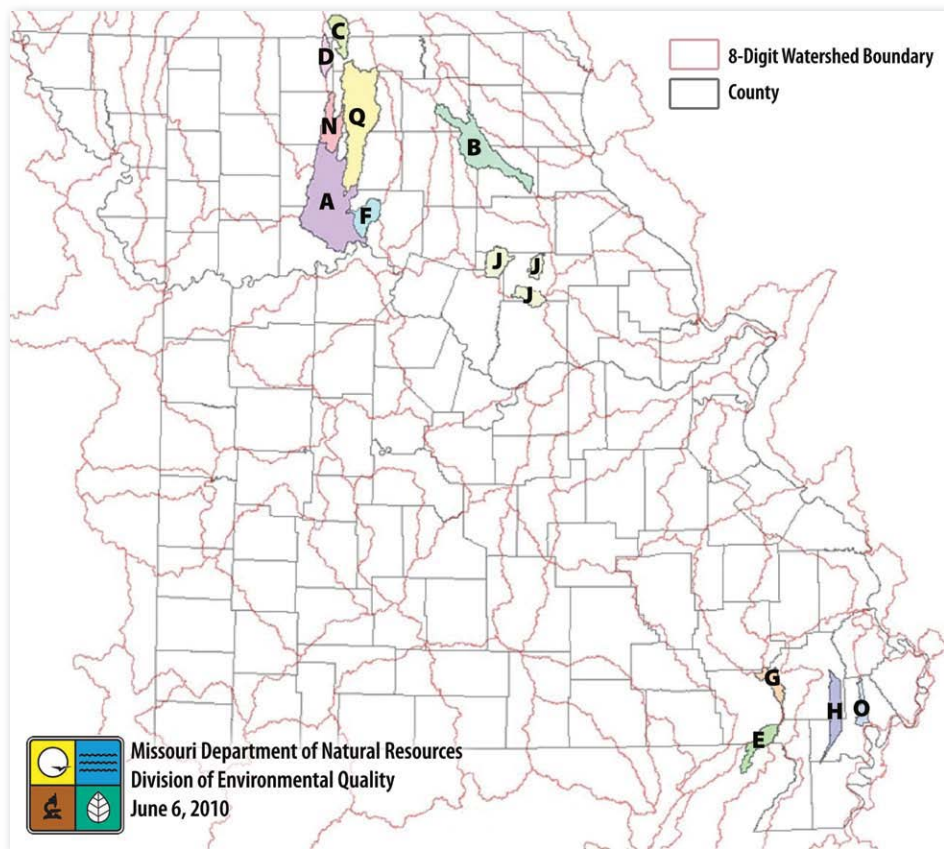 C
D
8-Digit Watershed Boundary
County
N
Q
B
A
F
J
J
J
G
H
O
E
Missouri Department of Natural Resources
Division of Environmental Quality
June 6, 2010